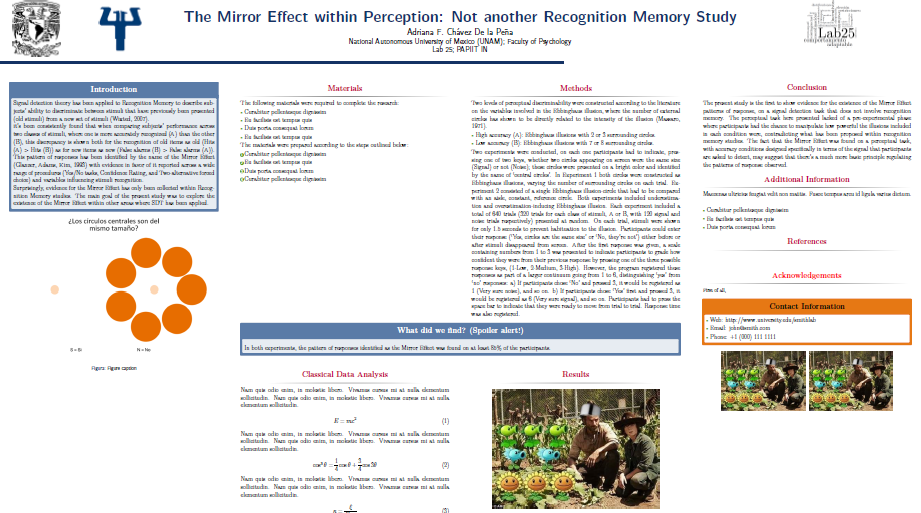 The Mirror Effect within Perception: Not another Recognition Memory Study
Adriana F. Chávez De la Peña
National Autonomous University of Mexico (UNAM); Faculty of Psychology
Lab 25; PAPIIT IN
Lab25
comportamiento
adaptable
Introduction
Signal detection theory has been applied to Recognition Memory to describe sub-
jects' ability to discriminate between stimuli that have previously been presented
(old stimuli) from a new set of stimuli (Wixted, 2007).
It's been consistently found that when comparing subjects' performance across
two classes of stimuli, where one is more accurately recognized (A) than the other
(B), this discrepancy is shown both for the recognition of old items as old (Hits
(A) > Hits (B)) as for new items as new (False alarms (B) > False alarms (A)).
This pattern of responses has been identified by the name of the Mirror Effect
(Glanzer, Adams, Kim, 1993) with evidence in favor of it reported across a wide
range of procedures (Yes/No tasks, Confidence Rating, and Two-alternative forced
choice) and variables influencing stimuli recognition.
Surprisingly, evidence for the Mirror Effect has only been collected within Recog-
nition Memory studies. The main goal of the present study was to explore the
existence of the Mirror Effect within other areas where SDT has been applied.
¿Los círculos centrales son del
mismo tamaño?
S = Si
N = No
Figura: Figure caption
Materials
The following materials were required to complete the research:
Curabitur pellentesque dignissim
Eu facilisis est tempus quis
Duis porta consequat lorem
Eu facilisis est tempus quis
The materials were prepared according to the steps outlined below:
Curabitur pellentesque dignissim
Eu facilisis est tempus quis
Duis porta consequat lorem
Curabitur pellentesque dignissim
Methods
Two levels of perceptual discriminability were constructed according to the literature
on the variables involved in the Ebbinghaus illusion, where the number of external
circles has been shown to be directly related to the intensity of the illusion (Massaro,
1971).
High accuracy (A): Ebbinghaus illusions with 2 or 3 surrounding circles.
Low accuracy (B): Ebbinghaus illusions with 7 or 8 surrounding circles.
Two experiments were conducted, on each one participants had to indicate, pres-
sing one of two keys, whether two circles appearing on screen were the same size
(Signal) or not (Noise); these circles were presented on a bright color and identified
by the name of 'central circles'. In Experiment 1 both circles were constructed as
Ebbinghaus illusions, varying the number of surrounding circles on each trial. Ex-
periment 2 consisted of a single Ebbinghaus illusion circle that had to be compared
with an aside, constant, reference circle. Both experiments included underestima-
tion and overestimation inducing Ebbinghaus illusion. Each experiment included a
total of 640 trials (320 trials for each class of stimuli, A or B, with 120 signal and
noise trials respectively) presented at random. On each trial, stimuli were shown
for only 1.5 seconds to prevent habituation to the illusion. Participants could enter
their response ('Yes, circles are the same size' or 'No, they're not') either before or
after stimuli disappeared from screen. After the first response was given, a scale
containing numbers from 1 to 3 was presented to indicate participants to grade how
confident they were from their previous response by pressing one of the three possible
response keys, (1-Low, 2-Medium, 3-High). However, the program registered these
responses as part of a larger continuum going from 1 to 6, distinguishing 'yes' from
'no' responses: a) If participants chose 'No' and pressed 3, it would be registered as
1 (Very sure noise), and so on. b) If participants chose 'Yes' first and pressed 3, it
would be registered as 6 (Very sure signal), and so on. Participants had to press the
space bar to indicate that they were ready to move from trial to trial. Response time
was also registered.
What did we find? (Spoiler alert!)
In both experiments, the pattern of responses identified as the Mirror Effect was found on at least 85% of the participants.
Classical Data Analysis
Nam quis odio enim, in molestie libero. Vivamus cursus mi at nulla elementum
sollicitudin. Nam quis odio enim, in molestie libero. Vivamus cursus mi at nulla
elementum sollicitudin.
E = mc² (1)
Nam quis odio enim, in molestie libero. Vivamus cursus mi at nulla elementum
sollicitudin. Nam quis odio enim, in molestie libero. Vivamus cursus mi at nulla
elementum sollicitudin.
cos³ θ = 1/4 cos θ + 3/4 cos 3θ (2)
Nam quis odio enim, in molestie libero. Vivamus cursus mi at nulla elementum
sollicitudin. Nam quis odio enim, in molestie libero. Vivamus cursus mi at nulla
elementum sollicitudin.
(3)
Results
Conclusion
The present study is the first to show evidence for the existence of the Mirror Effect
patterns of response, on a signal detection task that does not involve recognition
memory. The perceptual task here presented lacked of a pre-experimental phase
where participants had the chance to manipulate how powerful the illusions included
in each condition were, contradicting what has been proposed within recognition
memory studies. The fact that the Mirror Effect was found on a perceptual task,
with accuracy conditions designed specifically in terms of the signal that participants
are asked to detect, may suggest that there's a much more basic principle regulating
the patterns of response observed.
Additional Information
Maecenas ultricies feugiat velit non mattis. Fusce tempus arcu id ligula varius dictum.
Curabitur pellentesque dignissim
Eu facilisis est tempus quis
Duis porta consequat lorem
References
Acknowledgements
First of all,
Contact Information
Web: http://www.university.edu/smithlab
Email: john@smith.com
Phone: +1 (000) 111 1111